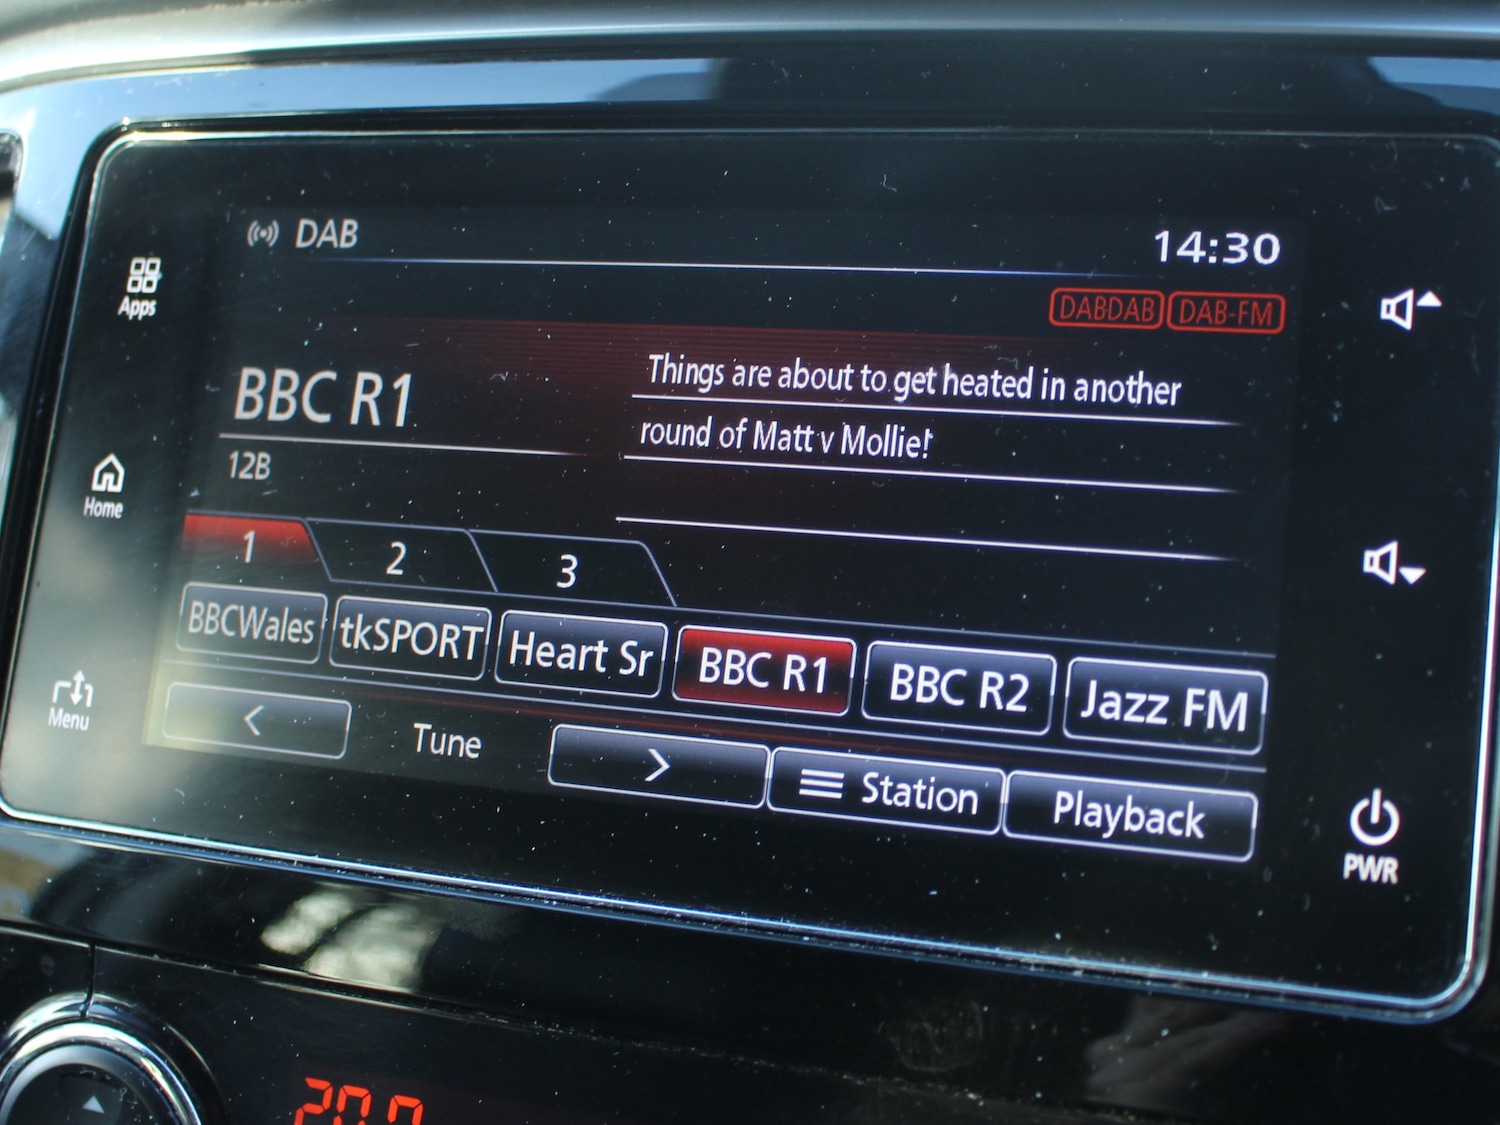 DAB
14:30
Apps
DABDAB DAB-FM
BBC R1
Things are about to get heated in another
round of Matt v Mollie!
12B
Home
1 2 3
BBCWales tkSPORT Heart Sr BBC R1 BBC R2 Jazz FM
Menu
< Tune > Station Playback
PWR